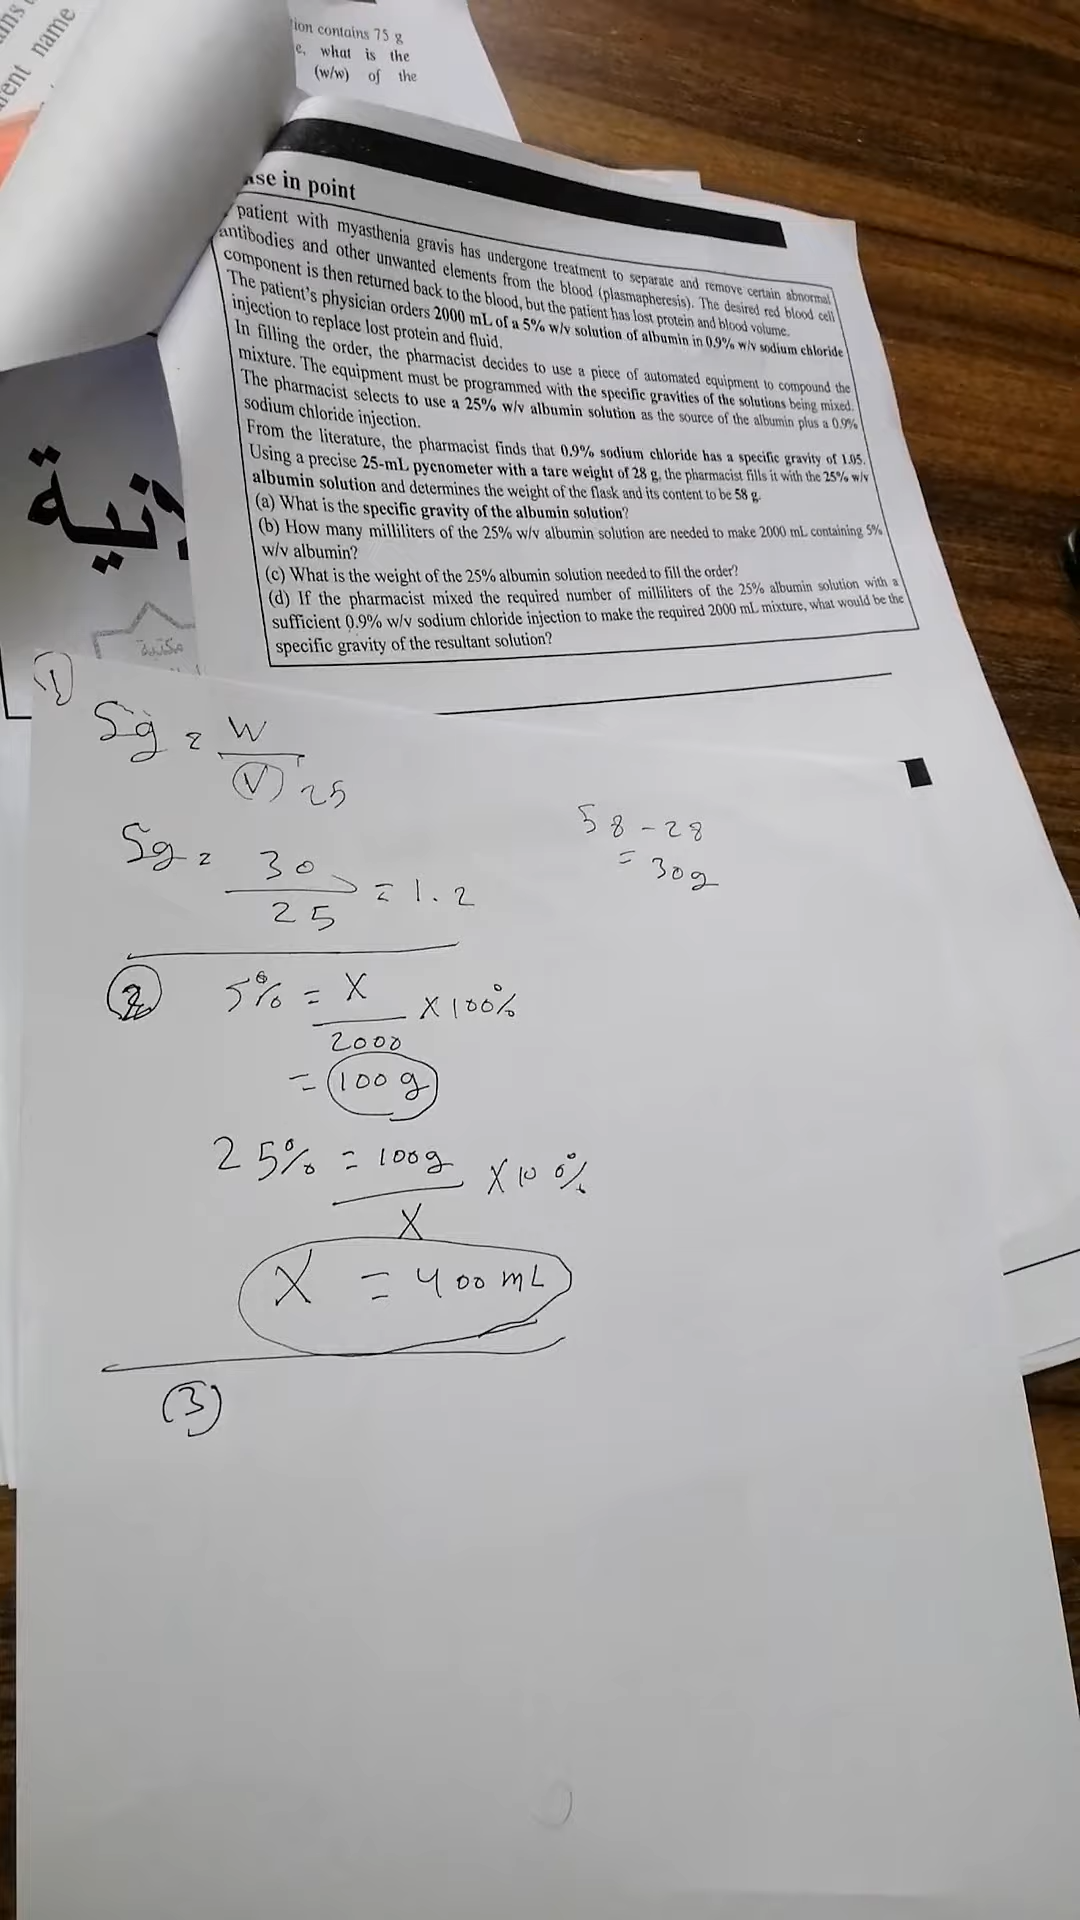 ent name
ion contains 75 g
e, what is the
(w/w) of the
ase in point
patient with myasthenia gravis has undergone treatment to separate and remove certain abnormal
antibodies and other unwanted elements from the blood (plasmapheresis). The desired red blood cell
component is then returned back to the blood, but the patient has lost protein and blood volume.
The patient's physician orders 2000 mL of a 5% w/v solution of albumin in 0.9% w/v sodium chloride
injection to replace lost protein and fluid.
In filling the order, the pharmacist decides to use a piece of automated equipment to compound the
mixture. The equipment must be programmed with the specific gravities of the solutions being mixed.
The pharmacist selects to use a 25% w/v albumin solution as the source of the albumin plus a 0.9%
sodium chloride injection.
From the literature, the pharmacist finds that 0.9% sodium chloride has a specific gravity of 1.05.
Using a precise 25-mL pycnometer with a tare weight of 28 g, the pharmacist fills it with the 25% w/v
albumin solution and determines the weight of the flask and its content to be 58 g.
(a) What is the specific gravity of the albumin solution?
(b) How many milliliters of the 25% w/v albumin solution are needed to make 2000 mL containing 5%
w/v albumin?
(c) What is the weight of the 25% albumin solution needed to fill the order?
(d) If the pharmacist mixed the required number of milliliters of the 25% albumin solution with a
sufficient 0.9% w/v sodium chloride injection to make the required 2000 mL mixture, what would be the
specific gravity of the resultant solution?
مكتبة
1
Sg = W
V 25
58 - 28
= 30g
Sg = 30
25 = 1.2
2
5% = X
2000 X 100%
= 100 g
25% = 100g X 100%
X
X = 400 mL
(3)